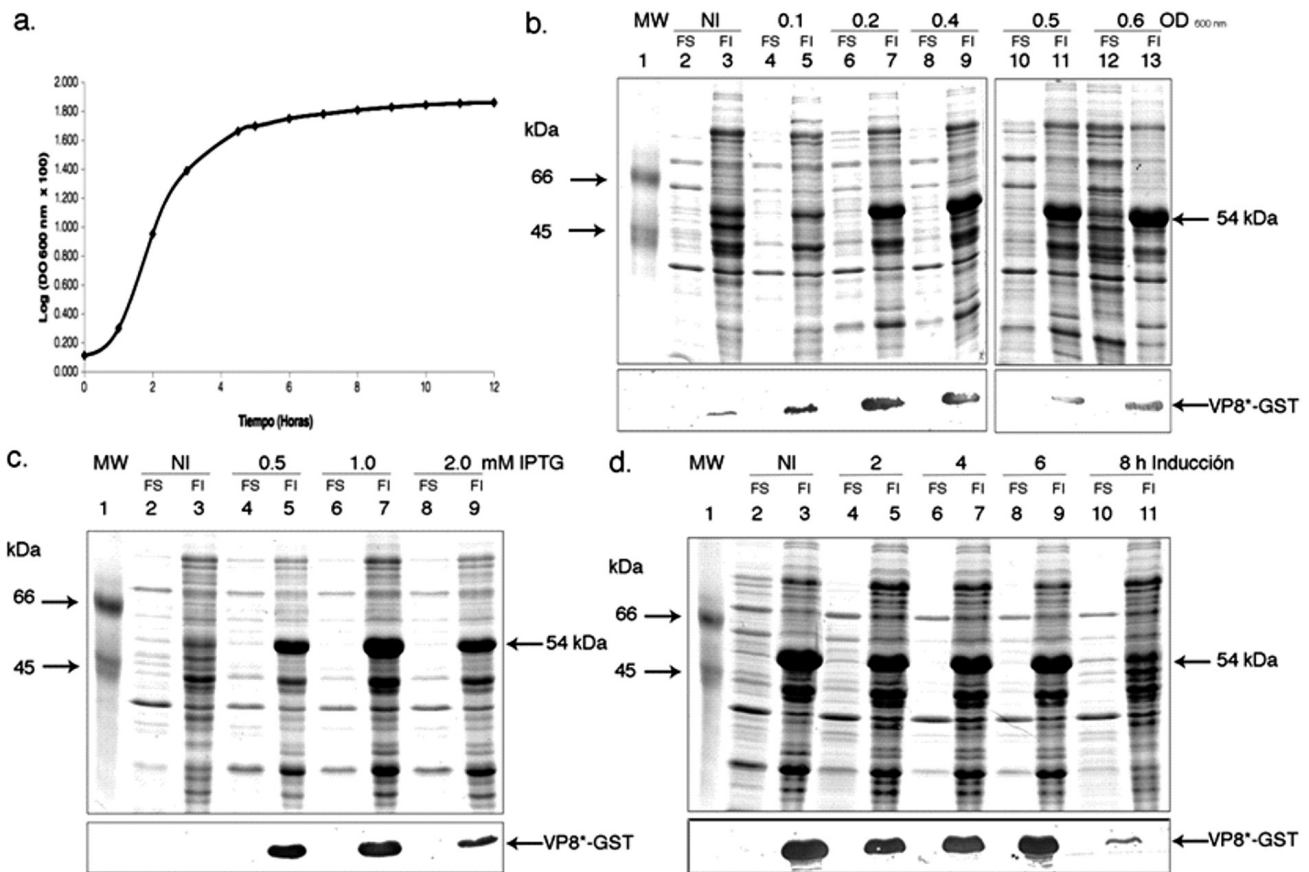 a.
2.000
1.800
1.600
1.400
1.200
1.000
0.800
0.600
0.400
0.200
0.000
Log (DO 600 nm x 100)
0 2 4 6 8 10 12
Tiempo (Horas)
b.
MW NI 0.1 0.2 0.4 0.5 0.6 OD 600 nm
FS FI FS FI FS FI FS FI FS FI FS FI
1 2 3 4 5 6 7 8 9 10 11 12 13
kDa
66
45
54 kDa
VP8*-GST
c.
MW NI 0.5 1.0 2.0 mM IPTG
FS FI FS FI FS FI FS FI
1 2 3 4 5 6 7 8 9
kDa
66
45
54 kDa
VP8*-GST
d.
MW NI 2 4 6 8 h Inducción
FS FI FS FI FS FI FS FI FS FI
1 2 3 4 5 6 7 8 9 10 11
kDa
66
45
54 kDa
VP8*-GST